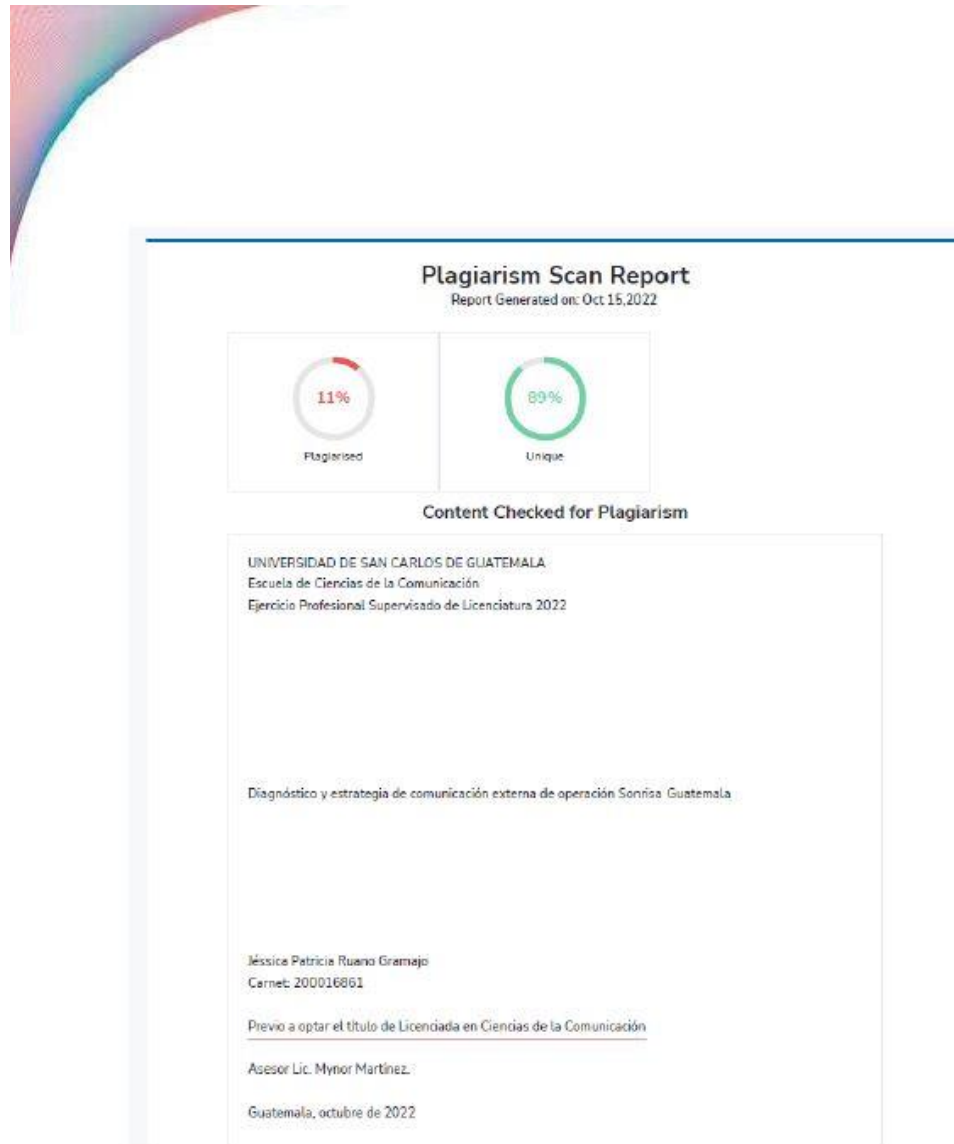 Plagiarism Scan Report
Report Generated on: Oct 15,2022
11%
89%
Plagiarised
Unique
Content Checked for Plagiarism
UNIVERSIDAD DE SAN CARLOS DE GUATEMALA
Escuela de Ciencias de la Comunicación
Ejercicio Profesional Supervisado de Licenciatura 2022
Diagnóstico y estrategia de comunicación externa de operación Sonrisa Guatemala
Jéssica Patricia Ruano Gramajo
Carnet: 200016861
Previo a optar el título de Licenciada en Ciencias de la Comunicación
Asesor Lic. Mynor Martínez.
Guatemala, octubre de 2022